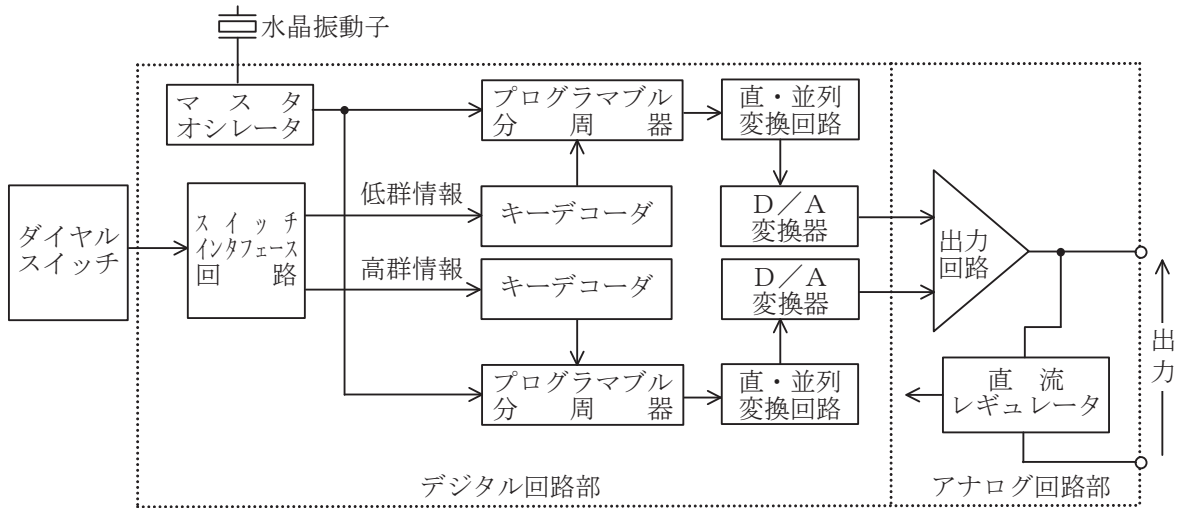 水晶振動子
マスタ
オシレータ
プログラマブル
分周器
直・並列
変換回路
ダイヤル
スイッチ
スイッチ
インタフェース
回路
低群情報
キーデコーダ
D/A
変換器
高群情報
キーデコーダ
D/A
変換器
出力
回路
プログラマブル
分周器
直・並列
変換回路
直流
レギュレータ
出力
デジタル回路部
アナログ回路部